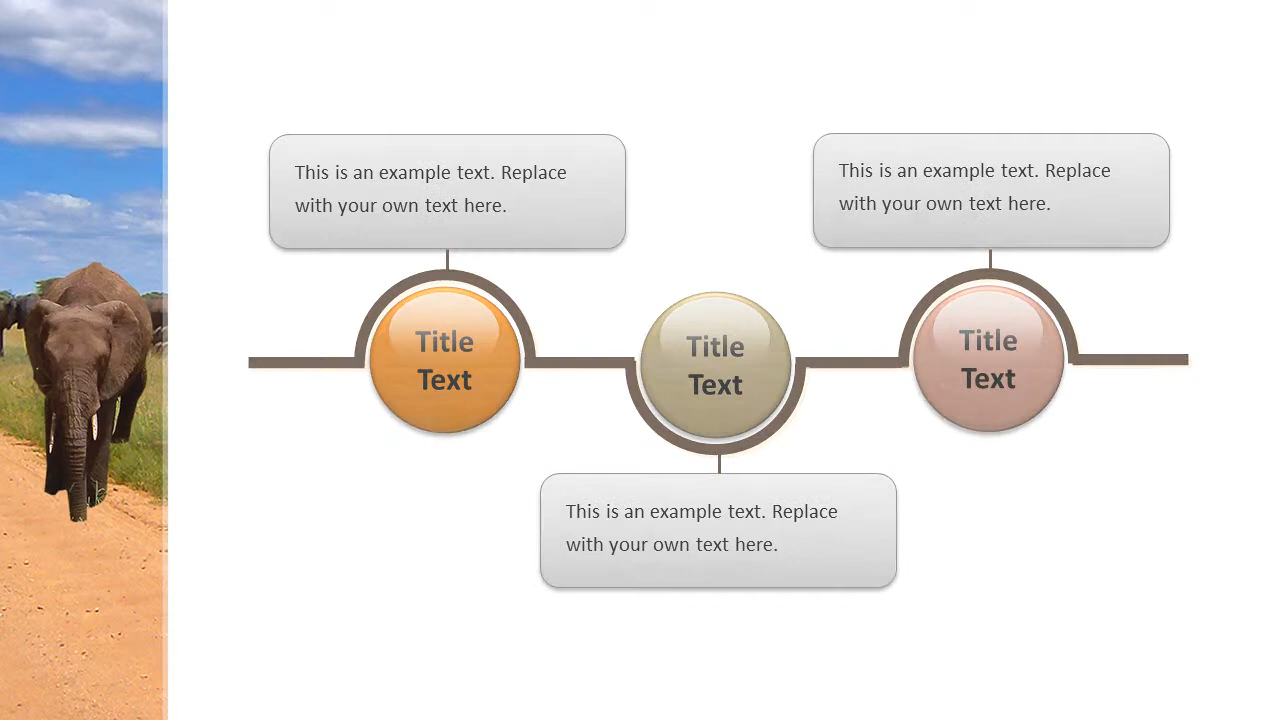 This is an example text. Replace
with your own text here.
This is an example text. Replace
with your own text here.
Title
Text
Title
Text
Title
Text
This is an example text. Replace
with your own text here.